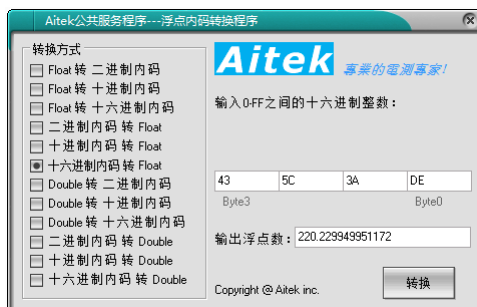 Aitek公共服务程序---浮点内码转换程序
转换方式
Float 转 二进制内码
Float 转 十进制内码
Float 转 十六进制内码
二进制内码 转 Float
十进制内码 转 Float
十六进制内码 转 Float
Double 转 二进制内码
Double 转 十进制内码
Double 转 十六进制内码
二进制内码 转 Double
十进制内码 转 Double
十六进制内码 转 Double
Aitek 專業的電測專家!
输入0-FF之间的十六进制整数：
43 5C 3A DE
Byte3 Byte0
输出浮点数：220.229949951172
Copyright @ Aitek inc. 转换